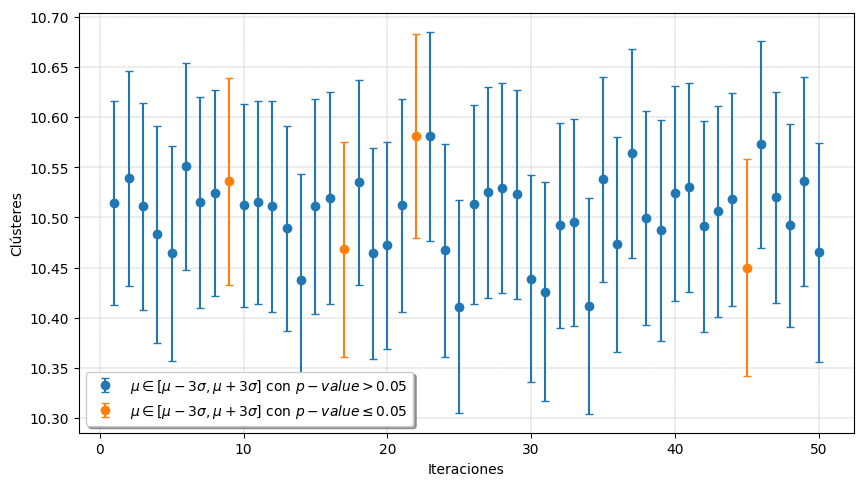 10.70
10.65
10.60
10.55
10.50
10.45
10.40
10.35
10.30
Clústeres
μ ∈ [μ − 3σ, μ + 3σ] con p − value > 0.05
μ ∈ [μ − 3σ, μ + 3σ] con p − value ≤ 0.05
0 10 20 30 40 50
Iteraciones